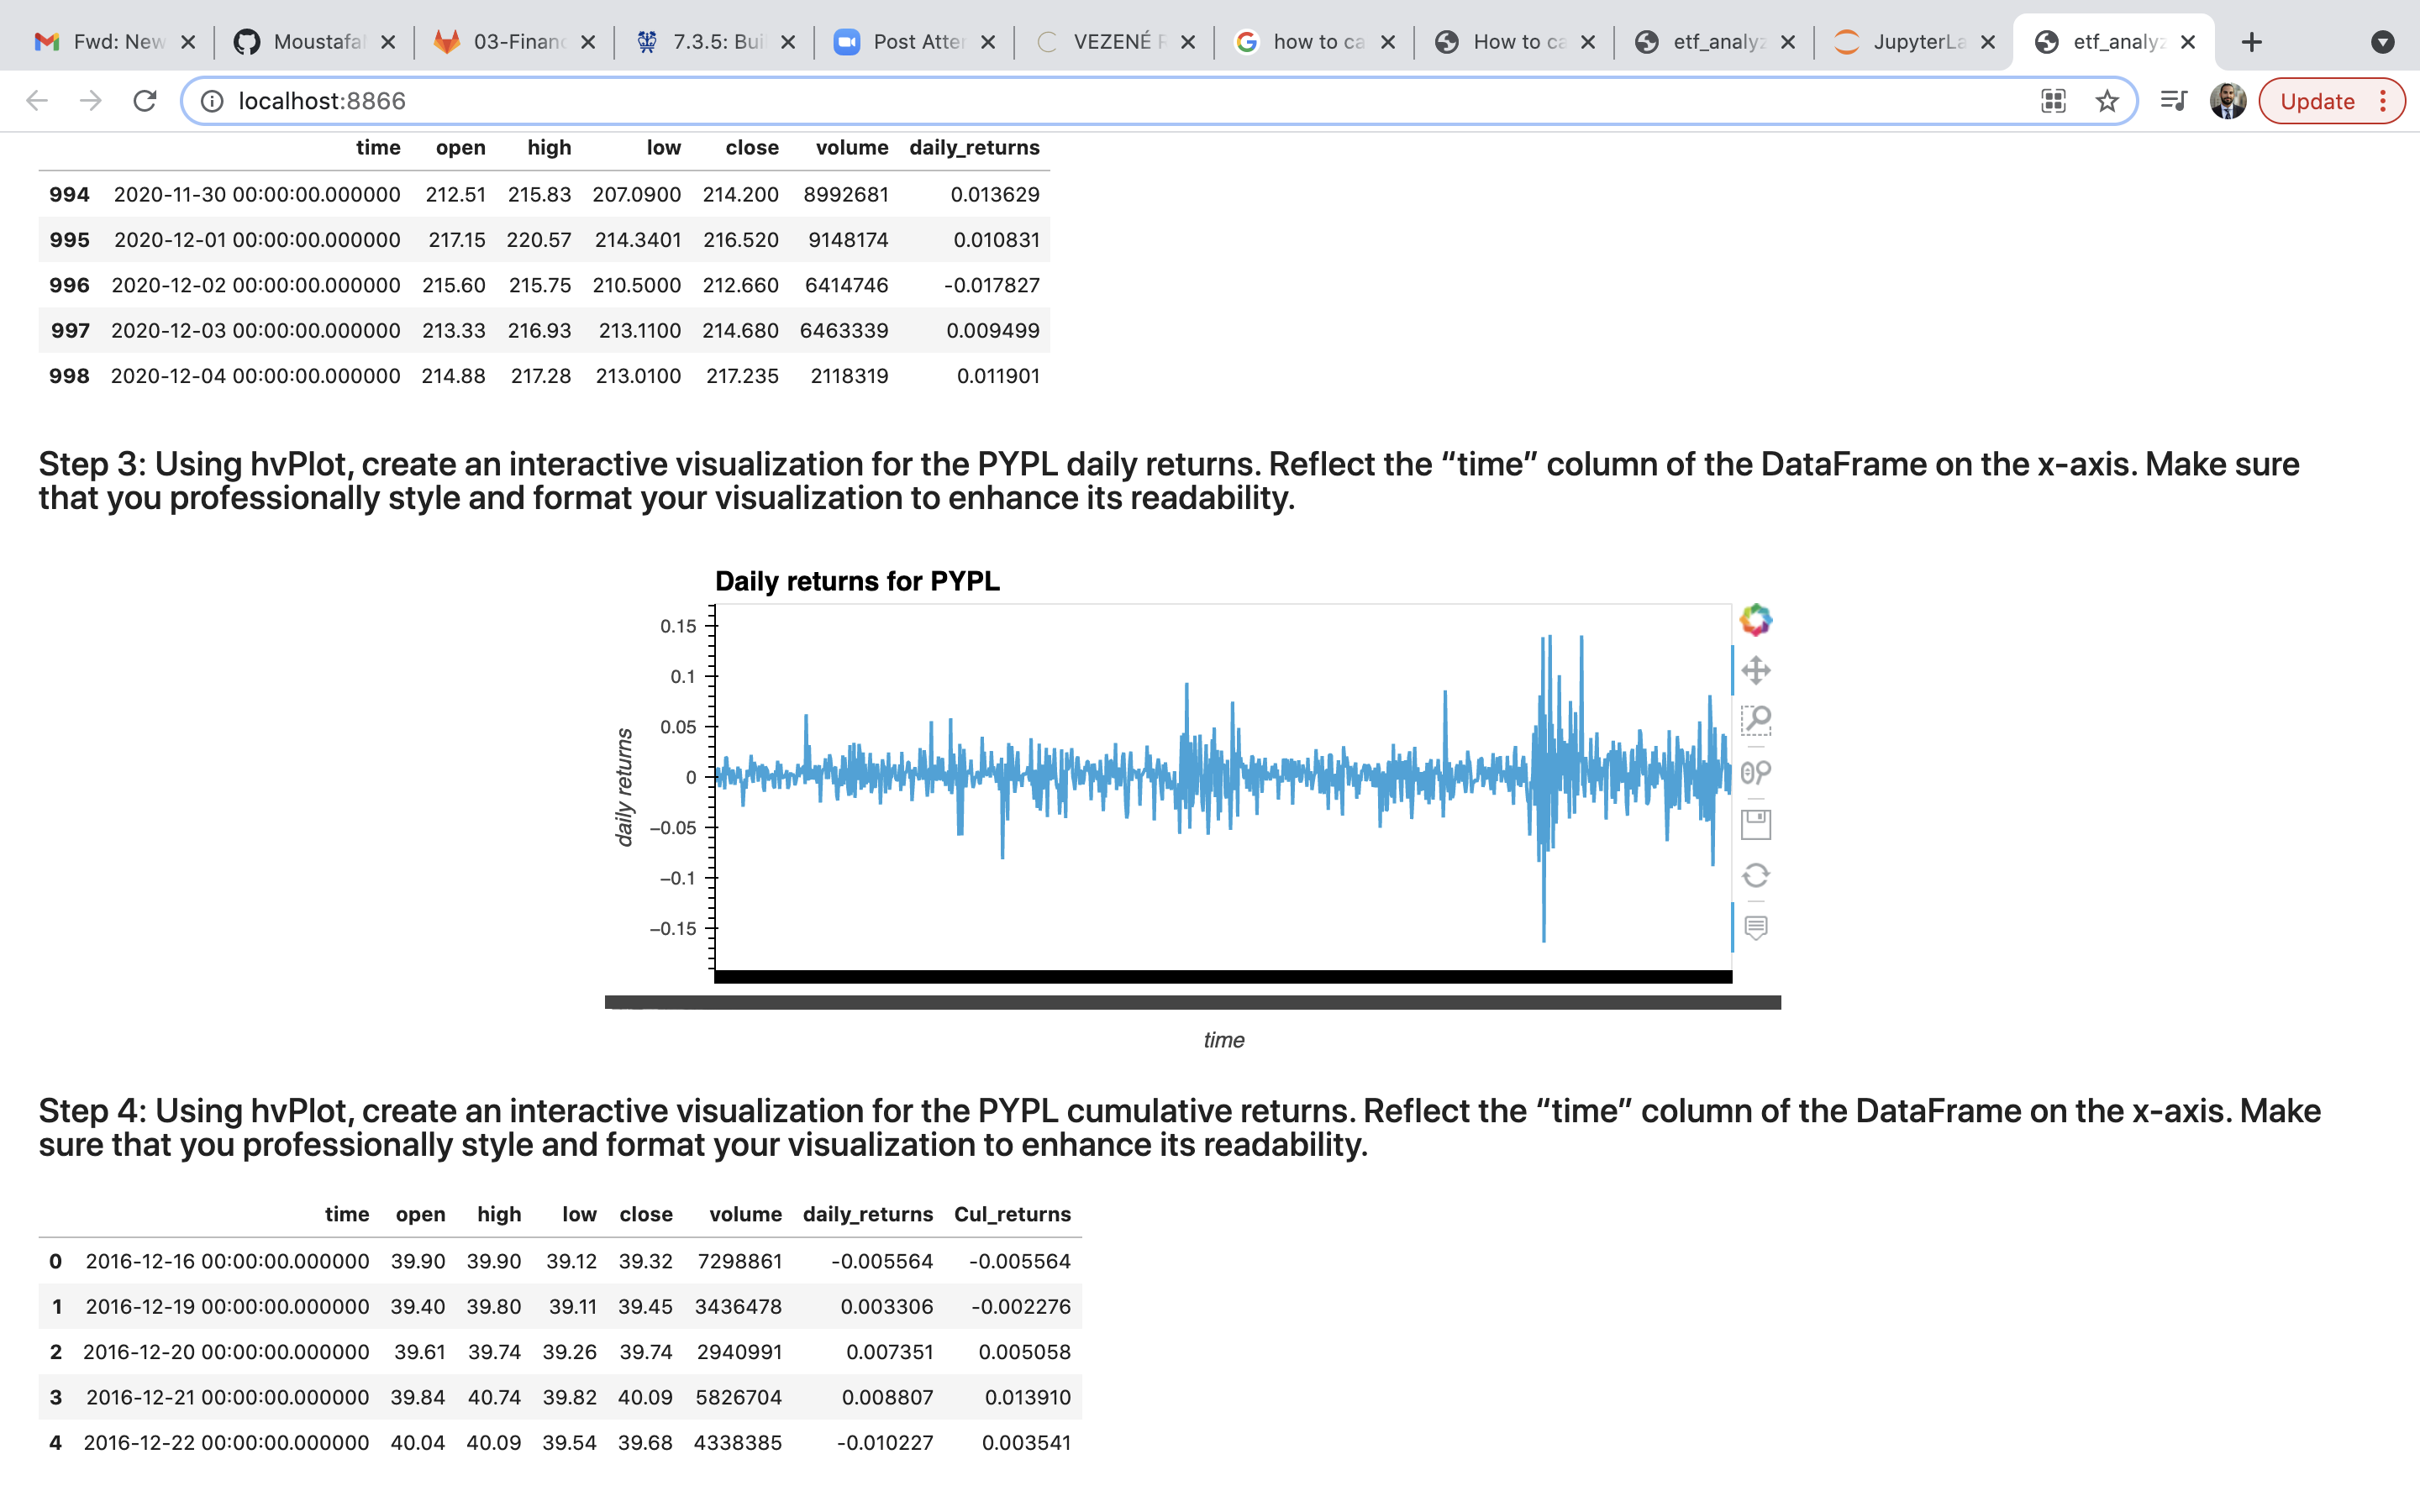 Fwd: New
Moustafa
03-Financ
7.3.5: Bui
Post Atte
VEZENÉ R
how to ca
How to ca
etf_analyz
JupyterLa
etf_analyz
localhost:8866
Update
time open high low close volume daily_returns
994 2020-11-30 00:00:00.000000 212.51 215.83 207.0900 214.200 8992681 0.013629
995 2020-12-01 00:00:00.000000 217.15 220.57 214.3401 216.520 9148174 0.010831
996 2020-12-02 00:00:00.000000 215.60 215.75 210.5000 212.660 6414746 -0.017827
997 2020-12-03 00:00:00.000000 213.33 216.93 213.1100 214.680 6463339 0.009499
998 2020-12-04 00:00:00.000000 214.88 217.28 213.0100 217.235 2118319 0.011901
Step 3: Using hvPlot, create an interactive visualization for the PYPL daily returns. Reflect the “time” column of the DataFrame on the x-axis. Make sure
that you professionally style and format your visualization to enhance its readability.
Daily returns for PYPL
0.15
0.1
0.05
0
−0.05
−0.1
−0.15
daily returns
time
Step 4: Using hvPlot, create an interactive visualization for the PYPL cumulative returns. Reflect the “time” column of the DataFrame on the x-axis. Make
sure that you professionally style and format your visualization to enhance its readability.
time open high low close volume daily_returns Cul_returns
0 2016-12-16 00:00:00.000000 39.90 39.90 39.12 39.32 7298861 -0.005564 -0.005564
1 2016-12-19 00:00:00.000000 39.40 39.80 39.11 39.45 3436478 0.003306 -0.002276
2 2016-12-20 00:00:00.000000 39.61 39.74 39.26 39.74 2940991 0.007351 0.005058
3 2016-12-21 00:00:00.000000 39.84 40.74 39.82 40.09 5826704 0.008807 0.013910
4 2016-12-22 00:00:00.000000 40.04 40.09 39.54 39.68 4338385 -0.010227 0.003541